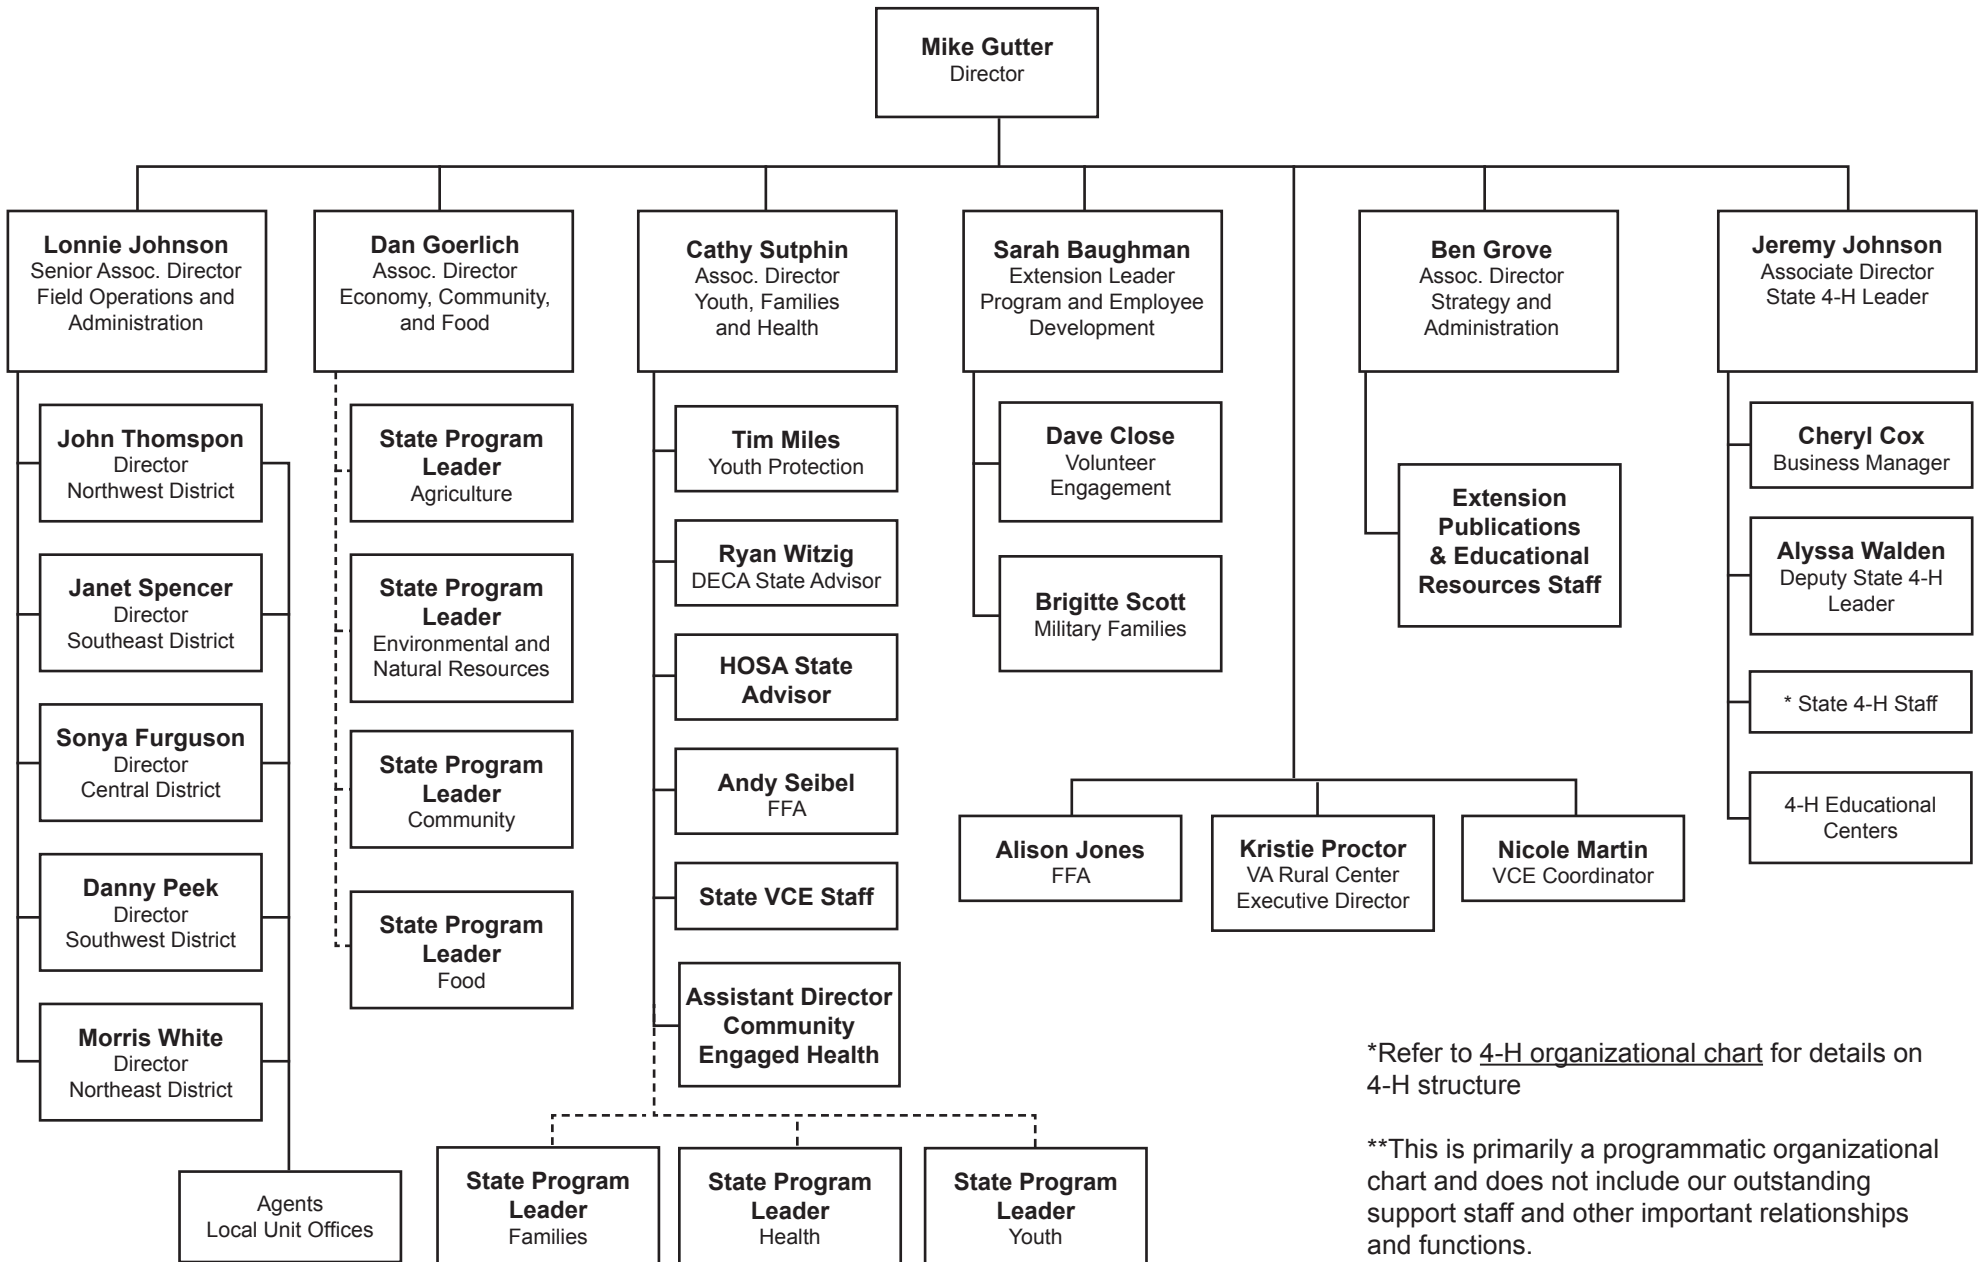 Mike Gutter
Director
Lonnie Johnson
Senior Assoc. Director
Field Operations and
Administration
Dan Goerlich
Assoc. Director
Economy, Community,
and Food
Cathy Sutphin
Assoc. Director
Youth, Families
and Health
Sarah Baughman
Extension Leader
Program and Employee
Development
Ben Grove
Assoc. Director
Strategy and
Administration
Jeremy Johnson
Associate Director
State 4-H Leader
John Thomspon
Director
Northwest District
Janet Spencer
Director
Southeast District
Sonya Furguson
Director
Central District
Danny Peek
Director
Southwest District
Morris White
Director
Northeast District
Agents
Local Unit Offices
State Program
Leader
Agriculture
State Program
Leader
Environmental and
Natural Resources
State Program
Leader
Community
State Program
Leader
Food
Tim Miles
Youth Protection
Ryan Witzig
DECA State Advisor
HOSA State
Advisor
Andy Seibel
FFA
State VCE Staff
Assistant Director
Community
Engaged Health
State Program
Leader
Families
State Program
Leader
Health
State Program
Leader
Youth
Dave Close
Volunteer
Engagement
Brigitte Scott
Military Families
Alison Jones
FFA
Kristie Proctor
VA Rural Center
Executive Director
Nicole Martin
VCE Coordinator
Extension
Publications
& Educational
Resources Staff
Cheryl Cox
Business Manager
Alyssa Walden
Deputy State 4-H
Leader
* State 4-H Staff
4-H Educational
Centers
*Refer to 4-H organizational chart for details on
4-H structure
**This is primarily a programmatic organizational
chart and does not include our outstanding
support staff and other important relationships
and functions.